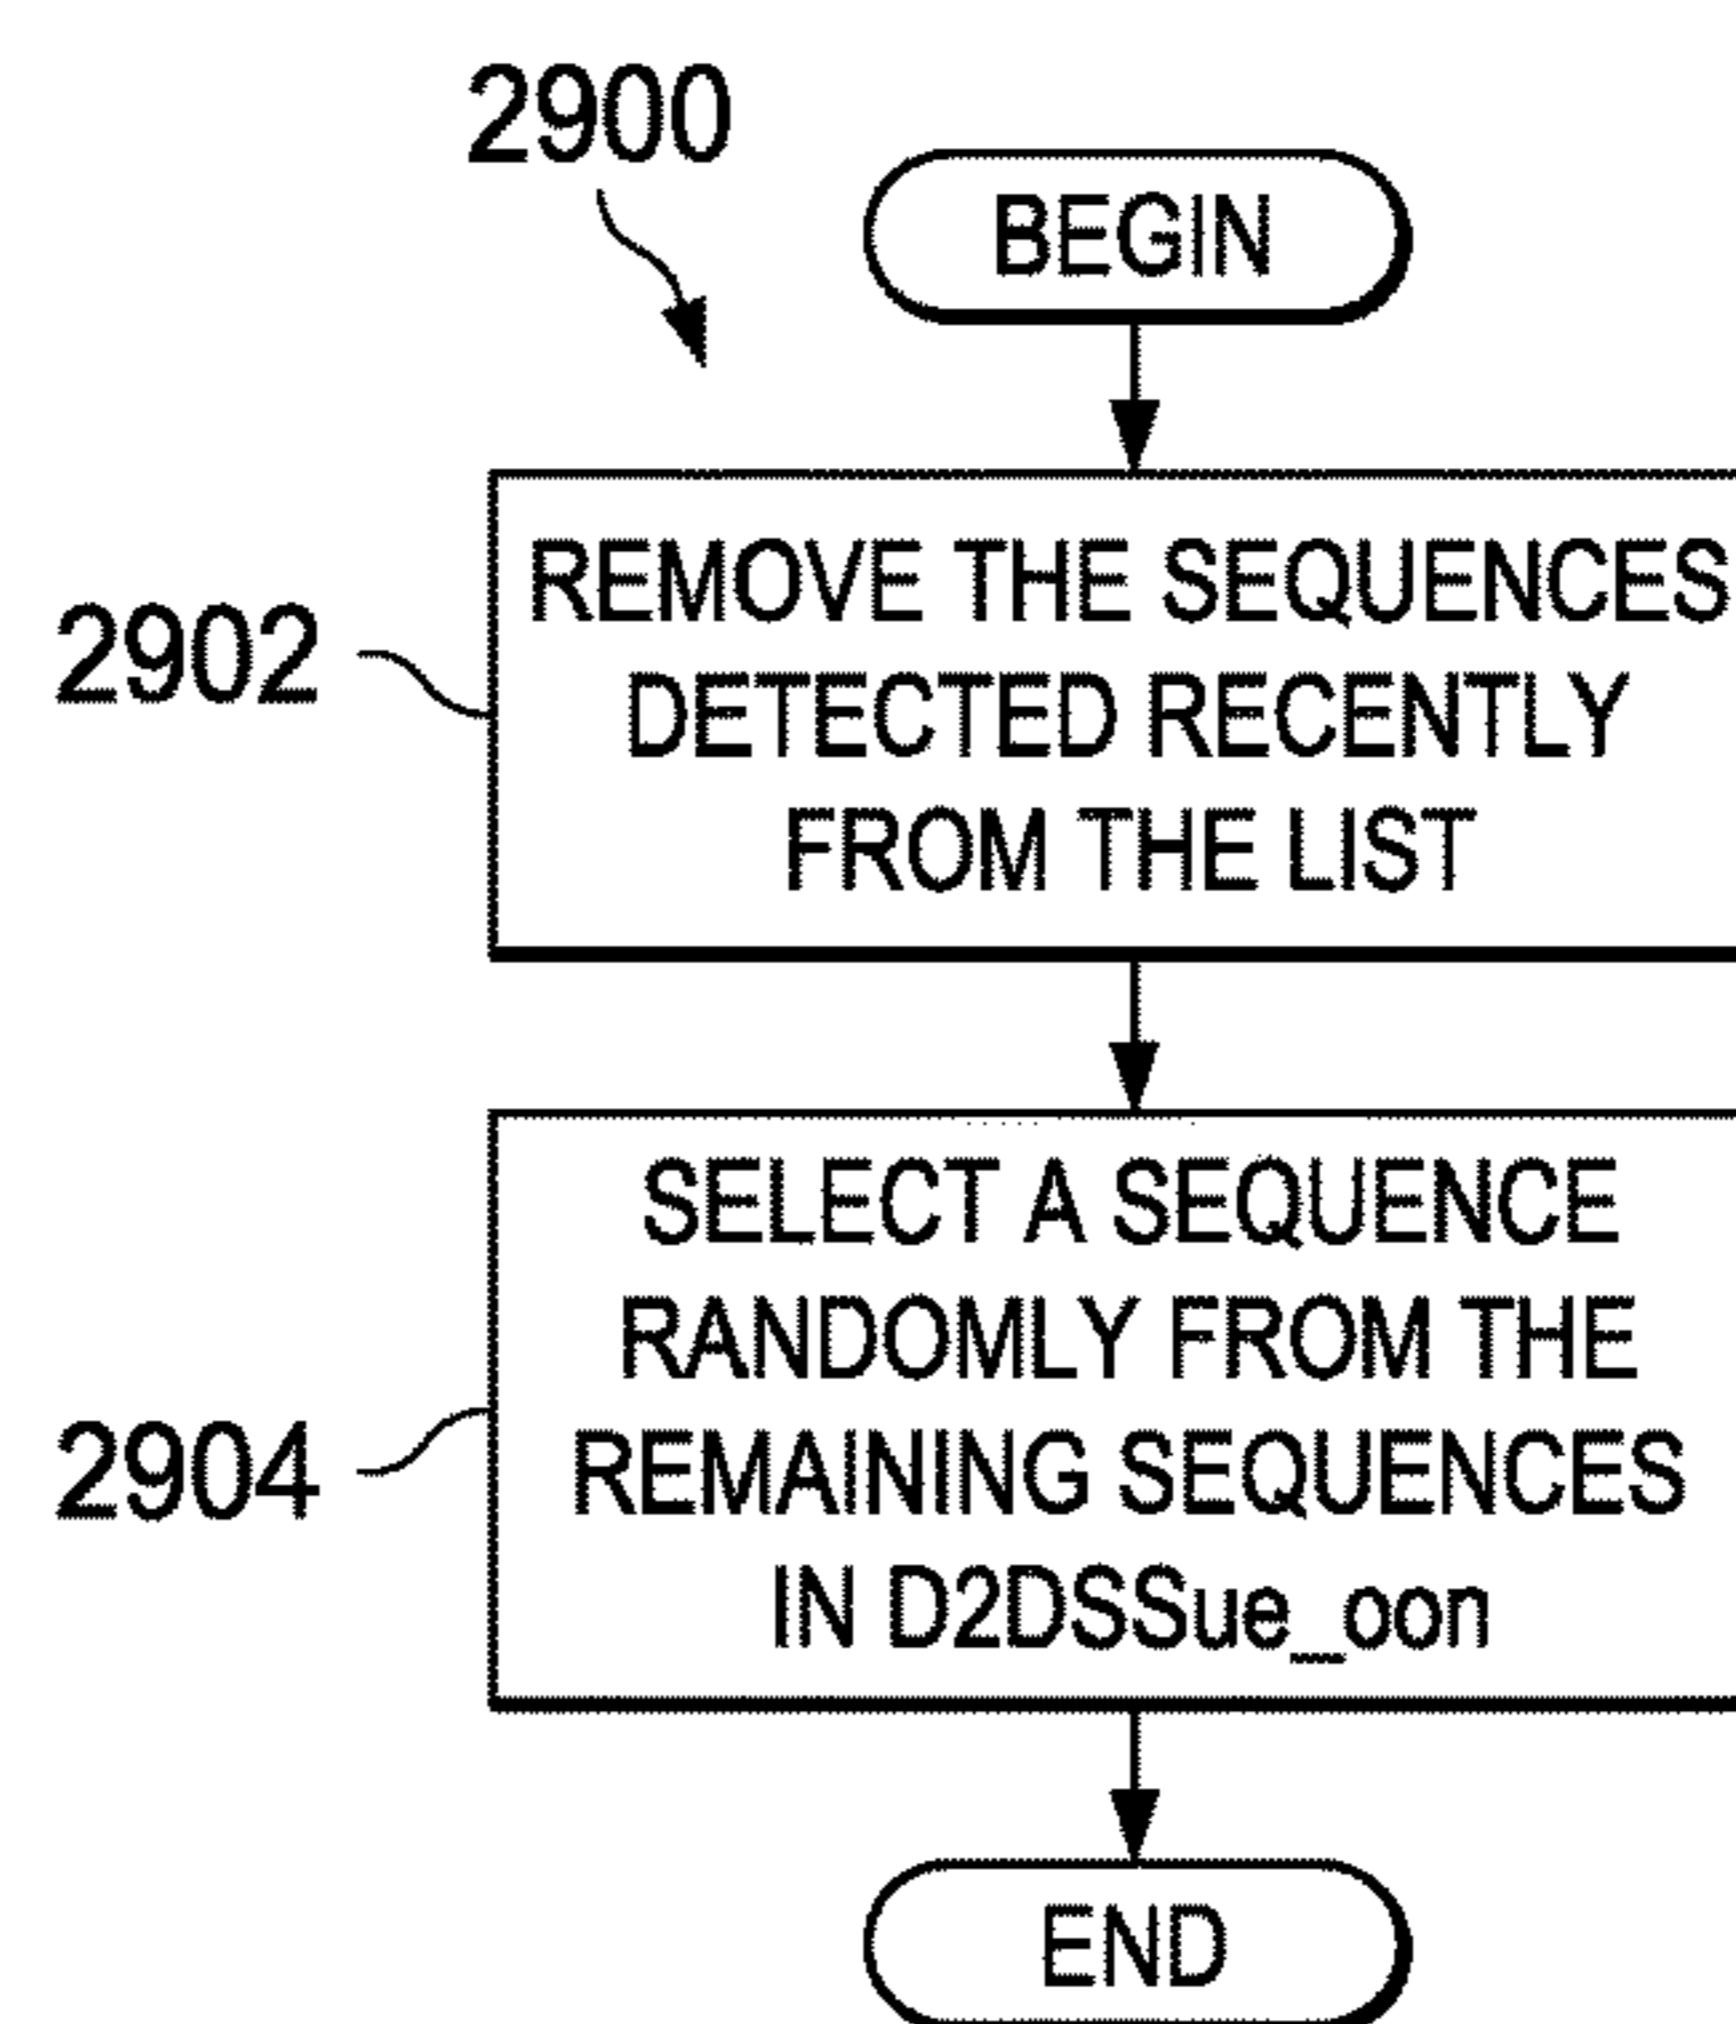 2900
BEGIN
2902
REMOVE THE SEQUENCES
DETECTED RECENTLY
FROM THE LIST
2904
SELECT A SEQUENCE
RANDOMLY FROM THE
REMAINING SEQUENCES
IN D2DSSue_oon
END